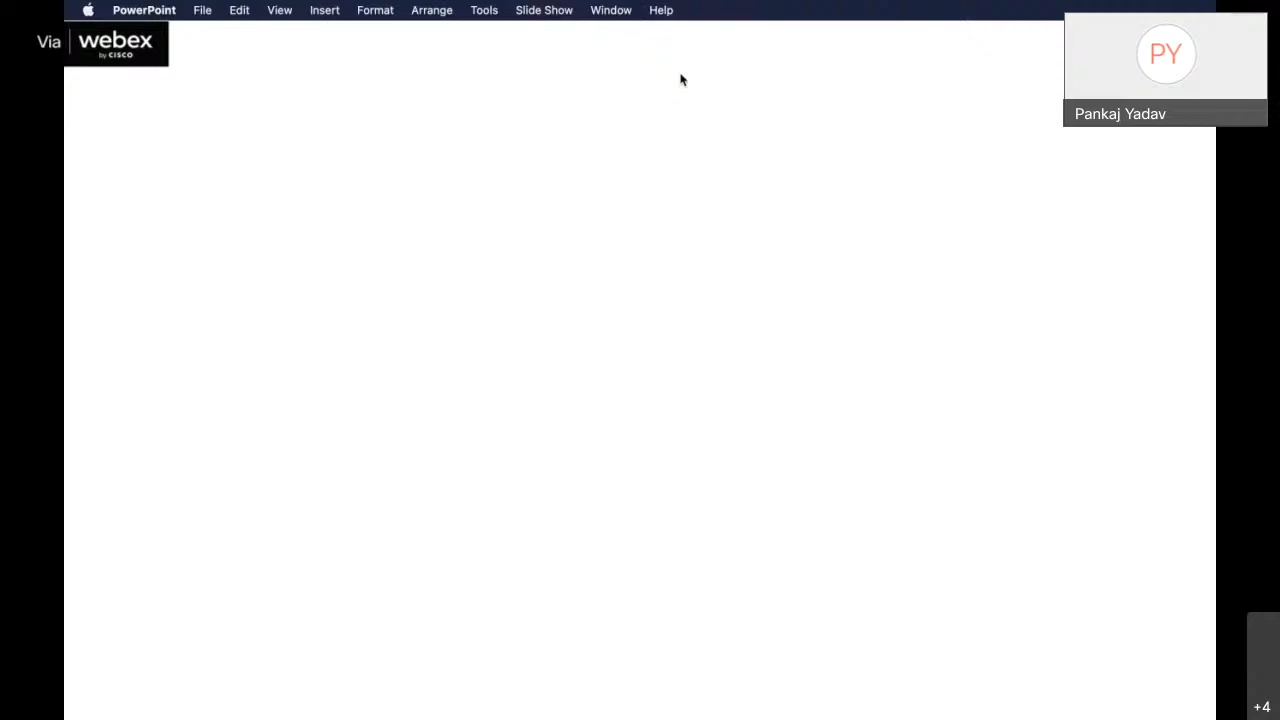 PowerPoint File Edit View Insert Format Arrange Tools Slide Show Window Help
Via webex
by CISCO
PY
Pankaj Yadav
+4